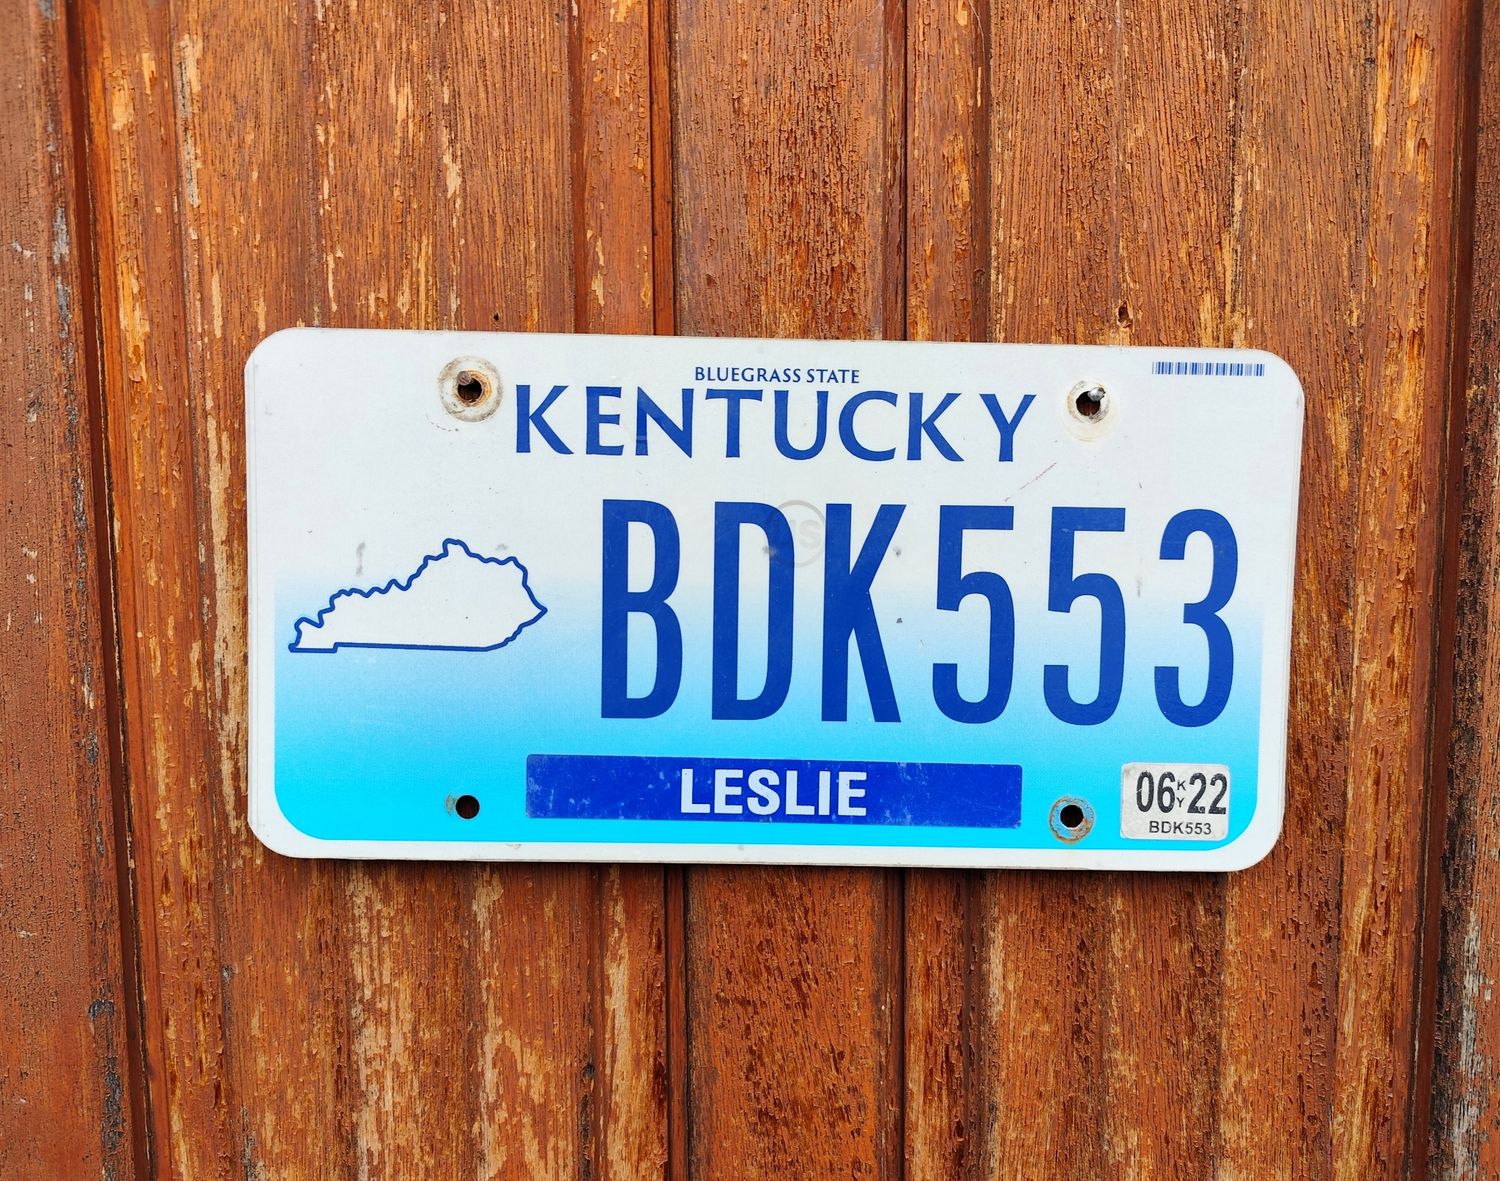 BLUEGRASS STATE
KENTUCKY
BDK553
LESLIE
06 KY 22
BDK553